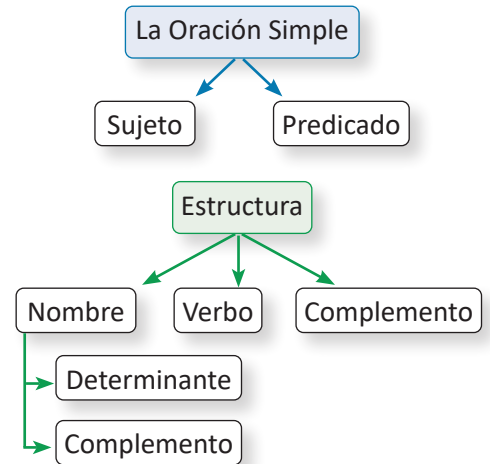 La Oración Simple
Sujeto
Predicado
Estructura
Nombre
Verbo
Complemento
Determinante
Complemento